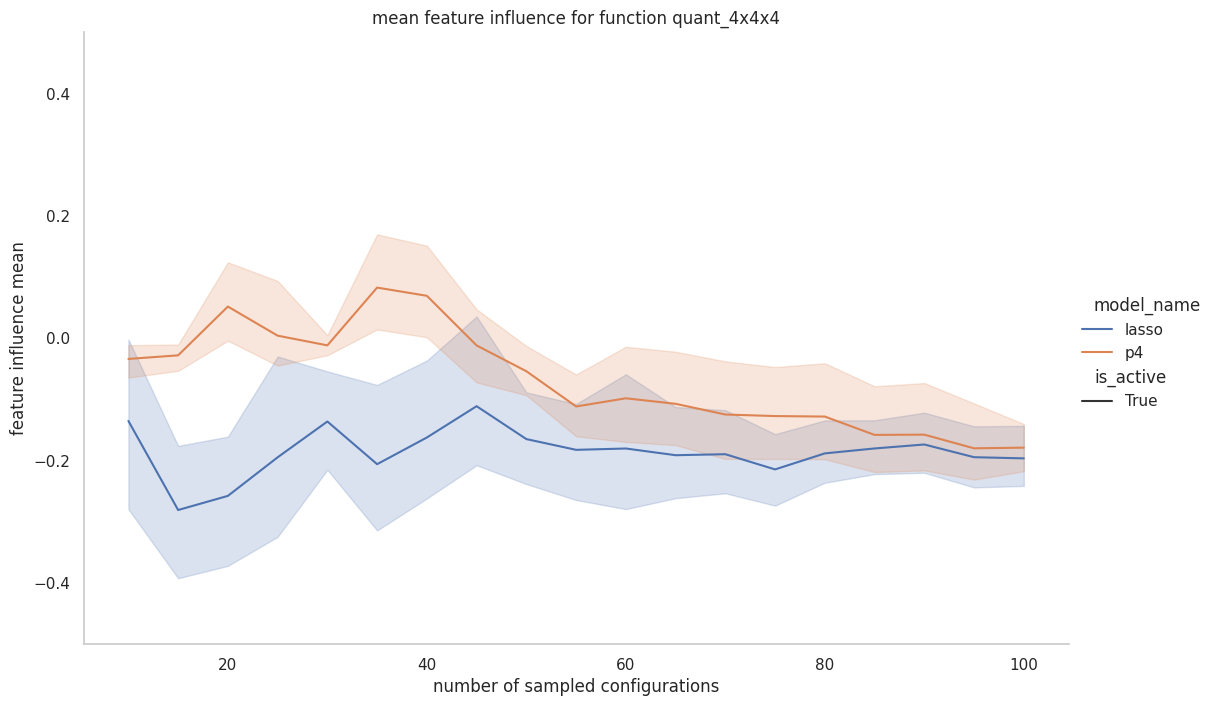 mean feature influence for function quant_4x4x4
feature influence mean
0.4
0.2
0.0
−0.2
−0.4
20
40
60
80
100
number of sampled configurations
model_name
lasso
p4
is_active
True